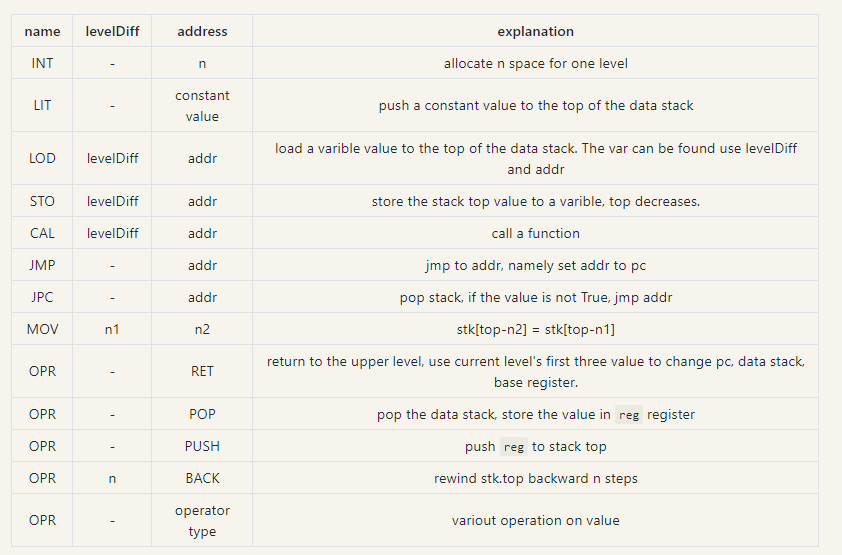 name levelDiff address explanation
INT - n allocate n space for one level
LIT - constant value push a constant value to the top of the data stack
LOD levelDiff addr load a varible value to the top of the data stack. The var can be found use levelDiff and addr
STO levelDiff addr store the stack top value to a varible, top decreases.
CAL levelDiff addr call a function
JMP - addr jmp to addr, namely set addr to pc
JPC - addr pop stack, if the value is not True, jmp addr
MOV n1 n2 stk[top-n2] = stk[top-n1]
OPR - RET return to the upper level, use current level's first three value to change pc, data stack, base register.
OPR - POP pop the data stack, store the value in reg register
OPR - PUSH push reg to stack top
OPR n BACK rewind stk.top backward n steps
OPR - operator type variout operation on value